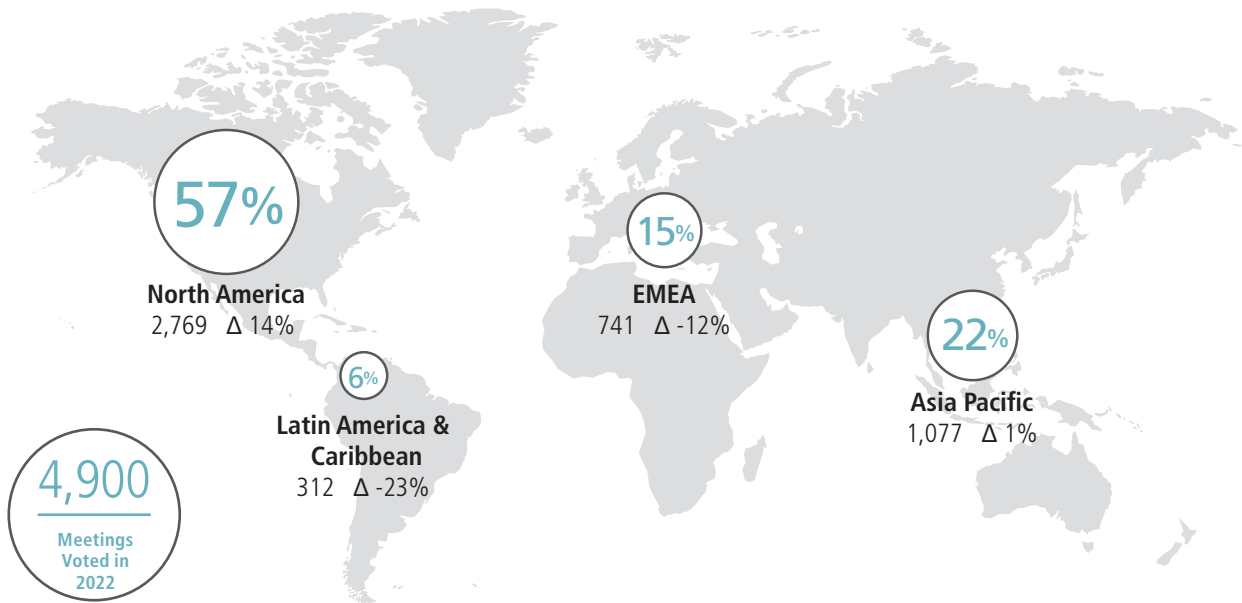 57%
North America
2,769 Δ 14%
15%
EMEA
741 Δ -12%
22%
Asia Pacific
1,077 Δ 1%
6%
Latin America &
Caribbean
312 Δ -23%
4,900
Meetings
Voted in
2022